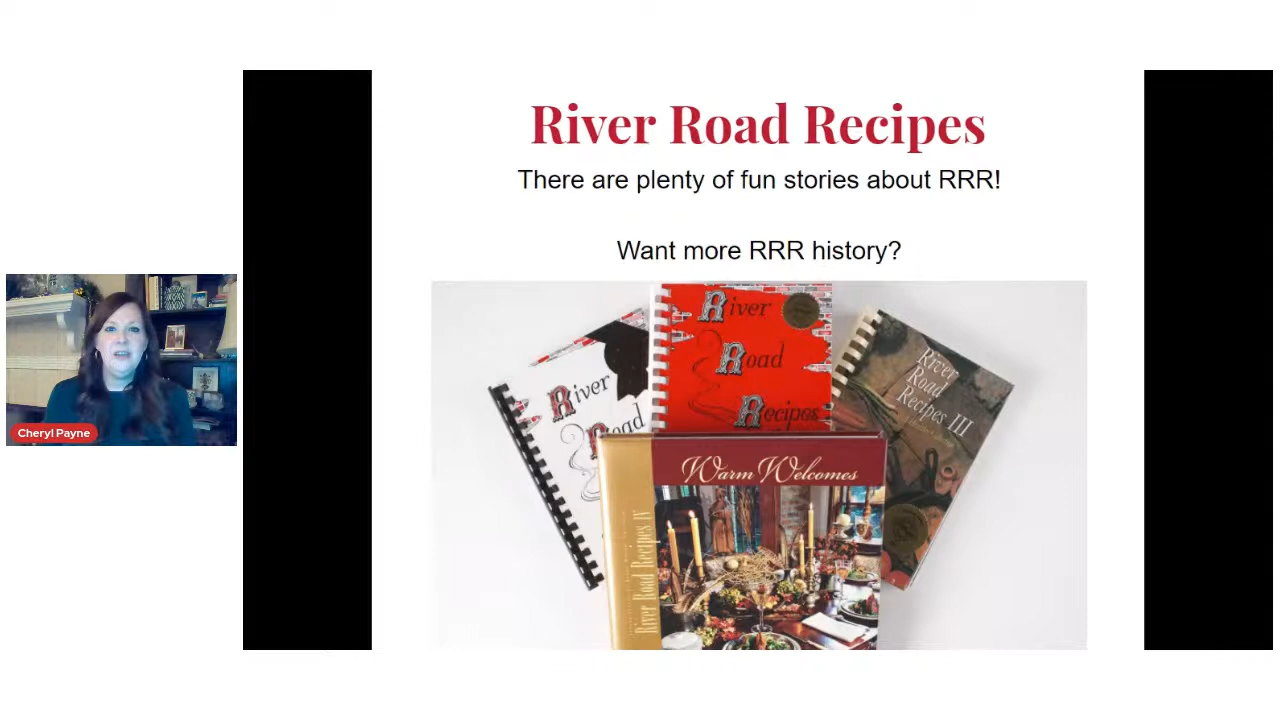 River Road Recipes
There are plenty of fun stories about RRR!
Want more RRR history?
River
Road
Recipes
River
Road
River
Road
Recipes III
Warm Welcomes
River Road Recipes IV
Cheryl Payne